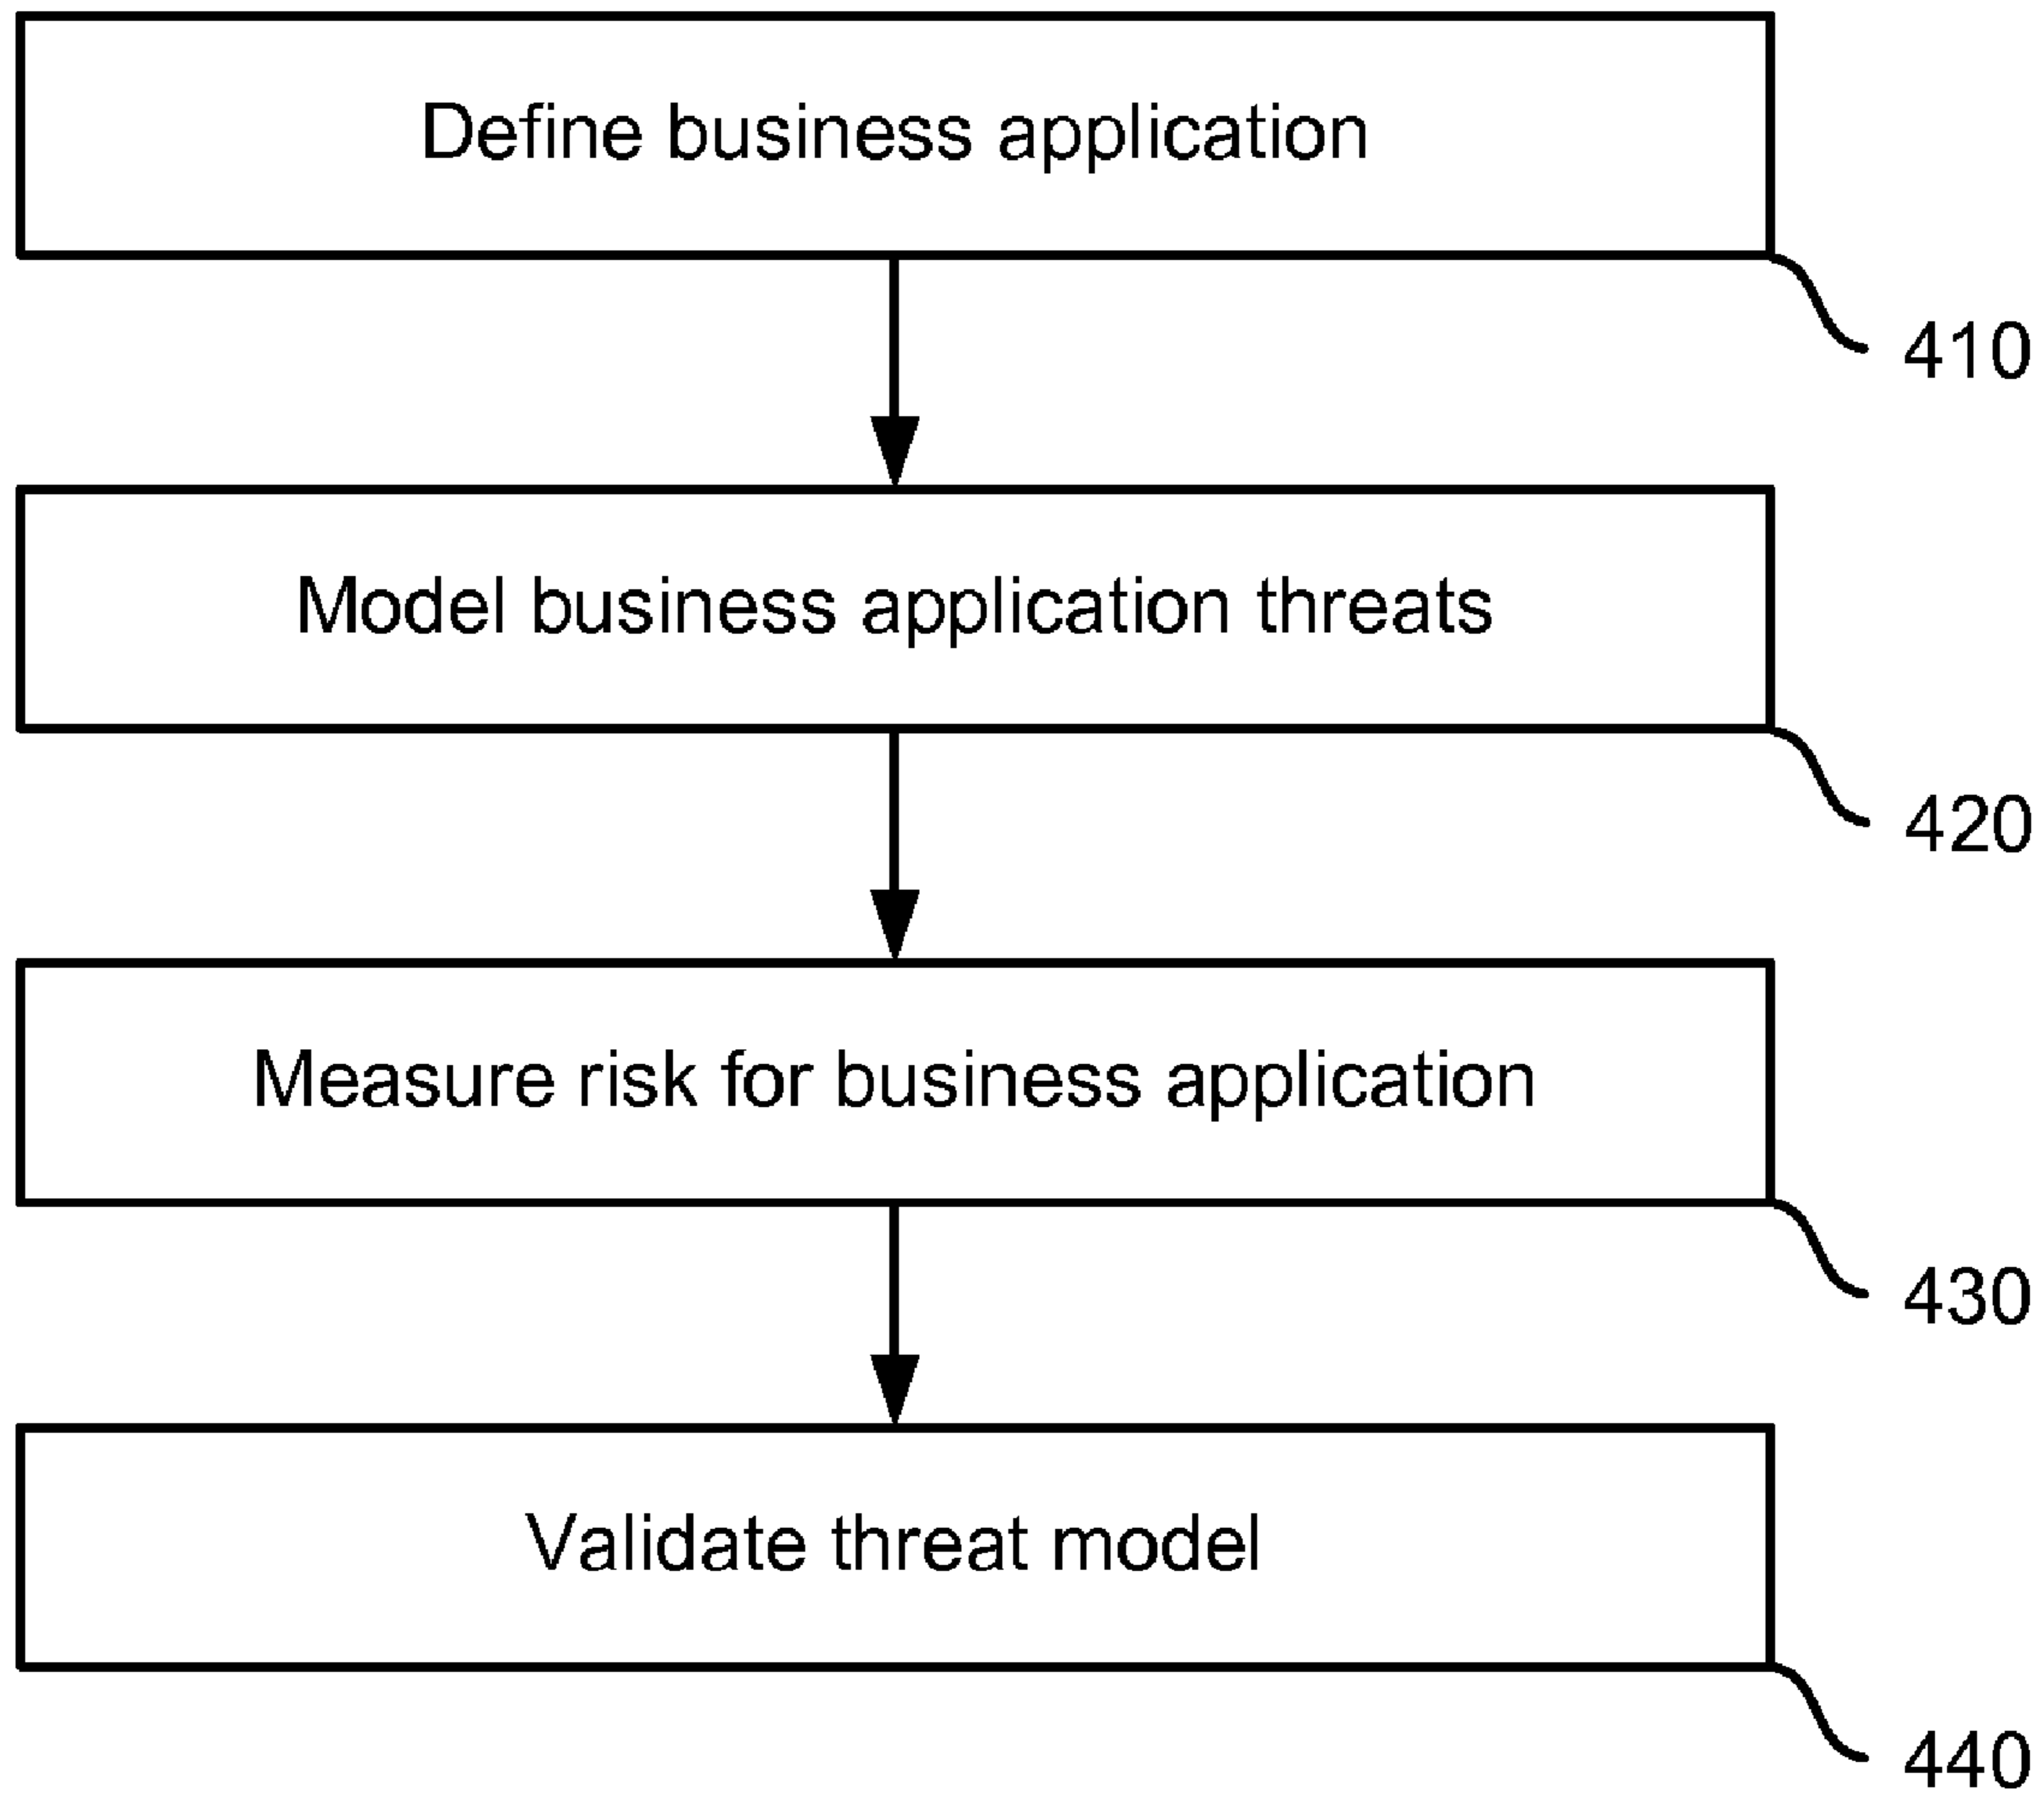 Define business application
410
Model business application threats
420
Measure risk for business application
430
Validate threat model
440